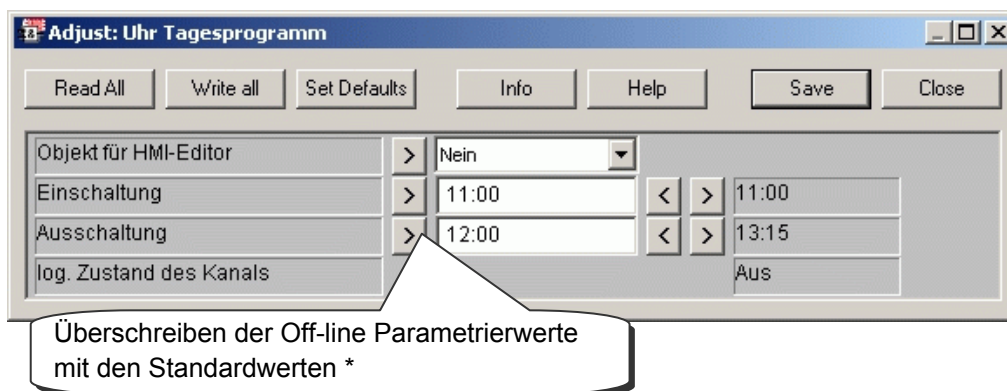 Adjust: Uhr Tagesprogramm
Read All Write all Set Defaults Info Help Save Close
Objekt für HMI-Editor > Nein
Einschaltung > 11:00 < > 11:00
Ausschaltung > 12:00 < > 13:15
log. Zustand des Kanals Aus
Überschreiben der Off-line Parametrierwerte
mit den Standardwerten *